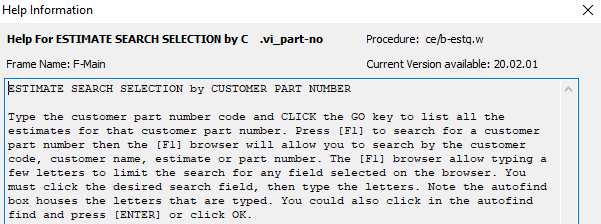 Help Information
Help For ESTIMATE SEARCH SELECTION by C .vi_part-no Procedure: ce/b-estq.w
Frame Name: F-Main Current Version available: 20.02.01
ESTIMATE SEARCH SELECTION by CUSTOMER PART NUMBER
Type the customer part number code and CLICK the GO key to list all the
estimates for that customer part number. Press [F1] to search for a customer
part number then the [F1] browser will allow you to search by the customer
code, customer name, estimate or part number. The [F1] browser allow typing a
few letters to limit the search for any field selected on the browser. You
must click the desired search field, then type the letters. Note the autofind
box houses the letters that are typed. You could also click in the autofind
find and press [ENTER] or click OK.